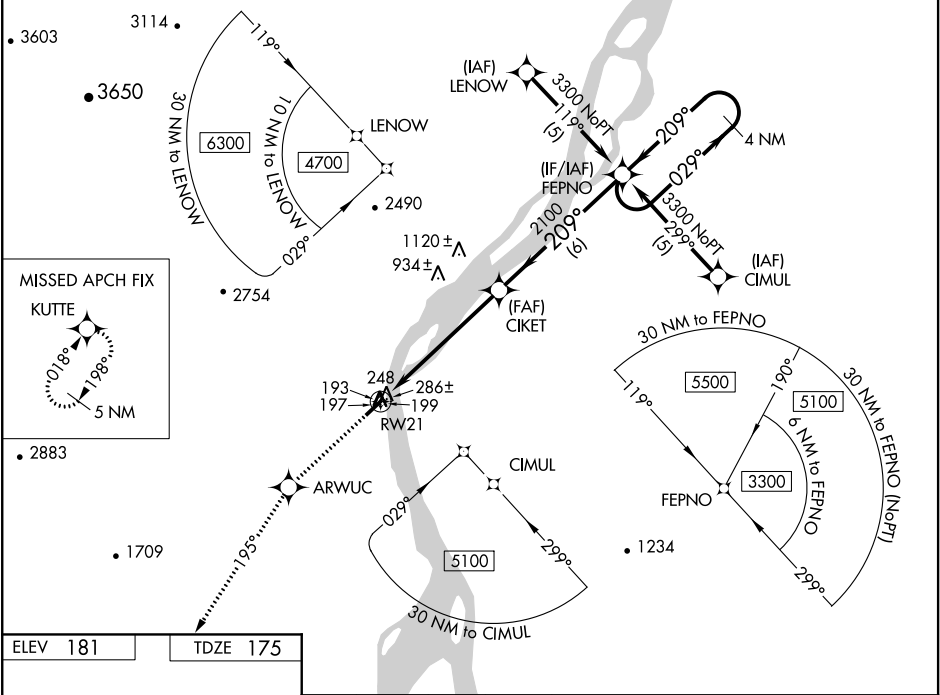 3603
3114
3650
119°
30 NM to LENOW
6300
10 NM to LENOW
4700
LENOW
029°
2490
2754
1120 ±
934 ±
(IAF)
LENOW
3300 NoPT
119°
(5)
(IF/IAF)
FEPNO
209°
029°
4 NM
3300 NoPT
299°
(5)
(IAF)
CIMUL
2100
209°
(6)
(FAF)
CIKET
MISSED APCH FIX
KUTTE
018°
198°
5 NM
248
193
286±
197
199
RW21
2883
ARWUC
195°
1709
CIMUL
029°
299°
5100
30 NM to CIMUL
1234
30 NM to FEPNO
5500
119°
190°
5100
30 NM to FEPNO (NoPT)
6 NM to FEPNO
3300
FEPNO
299°
ELEV 181
TDZE 175